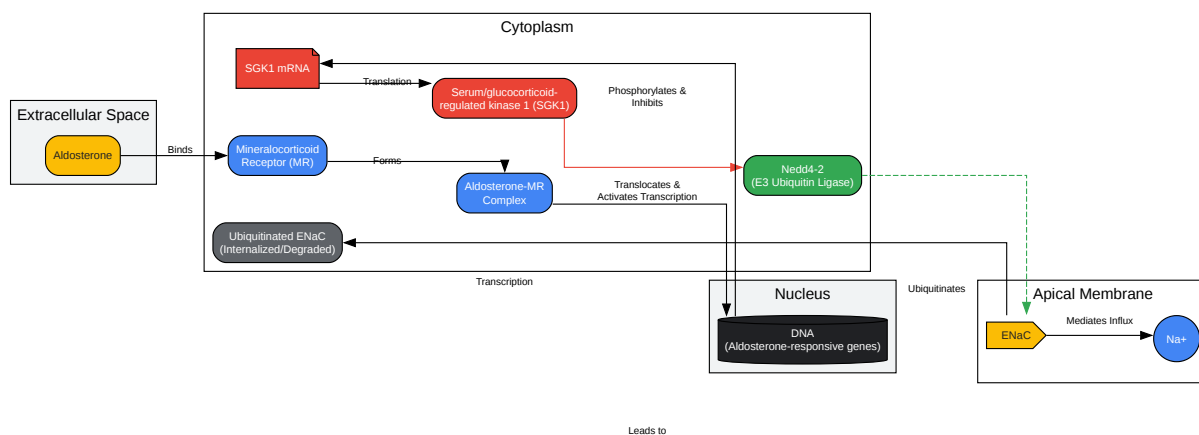 Cytoplasm
SGK1 mRNA
Translation
Serum/glucocorticoid-
regulated kinase 1 (SGK1)
Phosphorylates &
Inhibits
Extracellular Space
Aldosterone
Binds
Mineralocorticoid
Receptor (MR)
Forms
Aldosterone-MR
Complex
Translocates &
Activates Transcription
Nedd4-2
(E3 Ubiquitin Ligase)
Ubiquitinated ENaC
(Internalized/Degraded)
Transcription
Nucleus
DNA
(Aldosterone-responsive genes)
Ubiquitinates
Apical Membrane
ENaC
Mediates Influx
Na+
Leads to